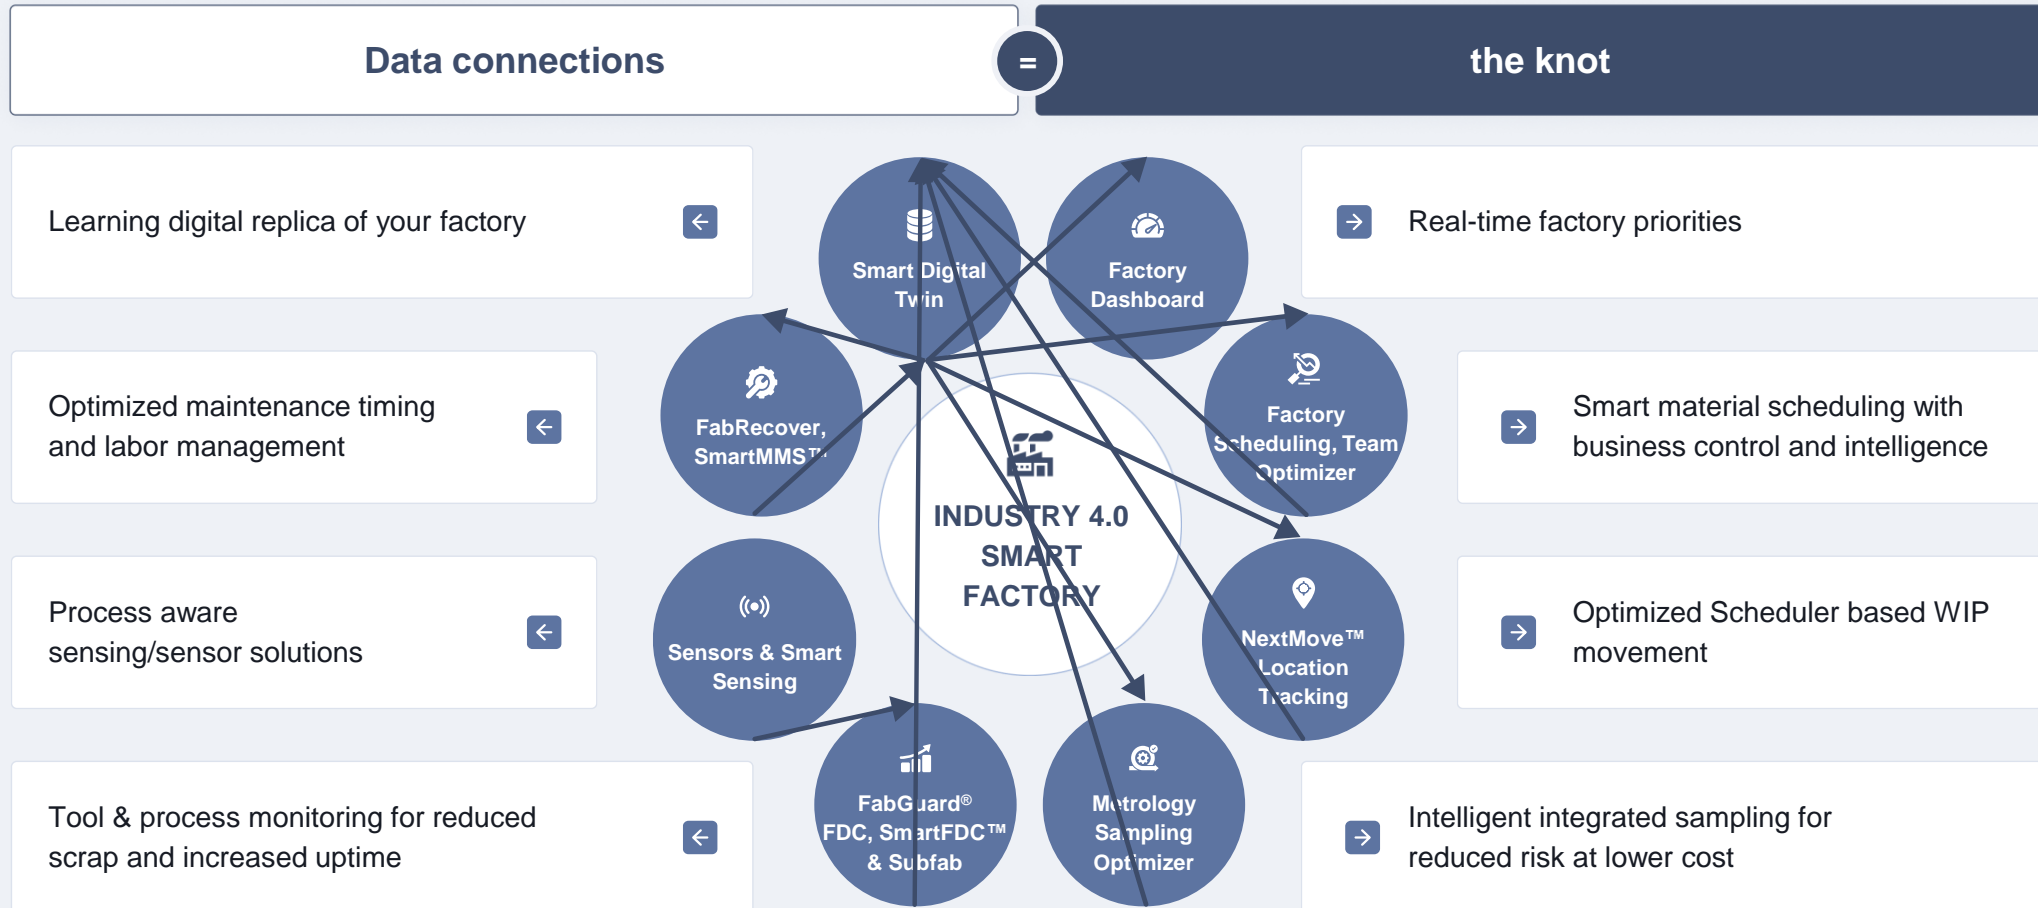 Data connections
=
the knot
Learning digital replica of your factory
Smart Digital
Twin
Factory
Dashboard
Real-time factory priorities
Optimized maintenance timing
and labor management
FabRecover,
SmartMMS™
Factory
Scheduling, Team
Optimizer
Smart material scheduling with
business control and intelligence
INDUSTRY 4.0
SMART
FACTORY
Process aware
sensing/sensor solutions
Sensors & Smart
Sensing
NextMove™
Location
Tracking
Optimized Scheduler based WIP
movement
Tool & process monitoring for reduced
scrap and increased uptime
FabGuard®
FDC, SmartFDC™
& Subfab
Metrology
Sampling
Optimizer
Intelligent integrated sampling for
reduced risk at lower cost